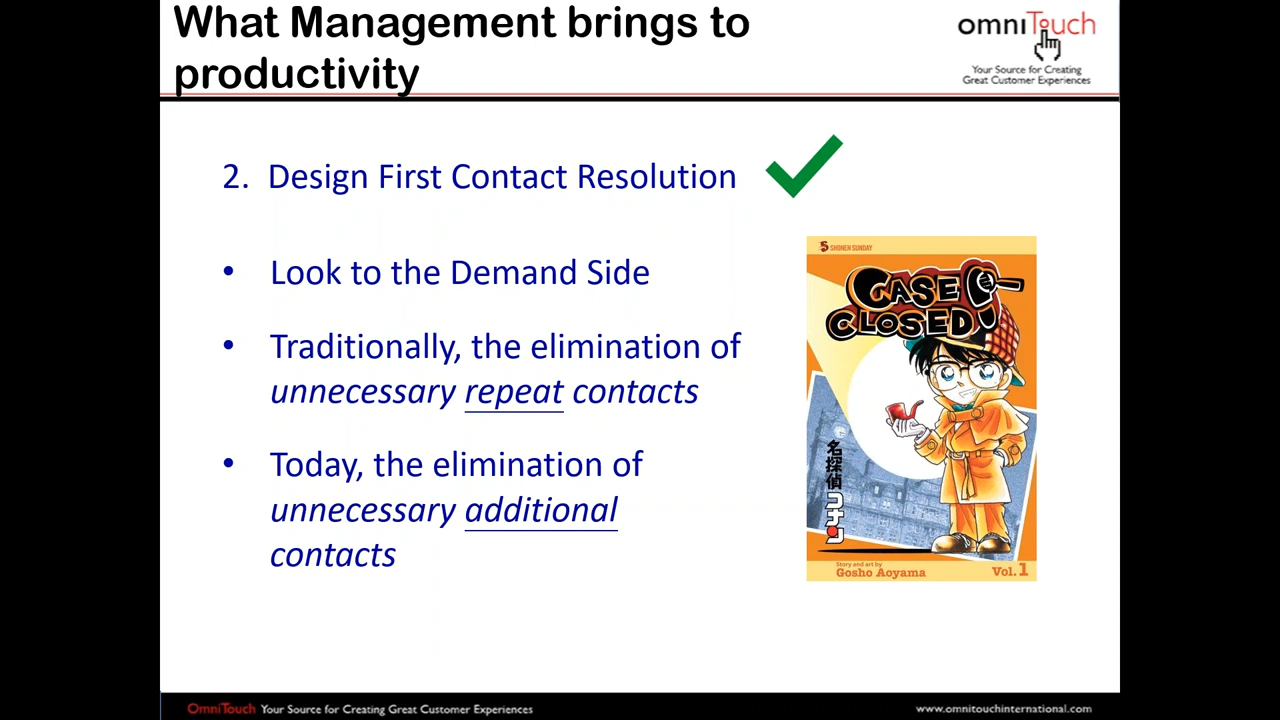 What Management brings to
productivity
omniTouch
Your Source for Creating
Great Customer Experiences
2. Design First Contact Resolution
• Look to the Demand Side
• Traditionally, the elimination of
unnecessary repeat contacts
• Today, the elimination of
unnecessary additional
contacts
S SHONEN SUNDAY
CASE
CLOSED!
名探偵コナン
Story and art by
Gosho Aoyama
Vol.1
OmniTouch Your Source for Creating Great Customer Experiences
www.omnitouchinternational.com